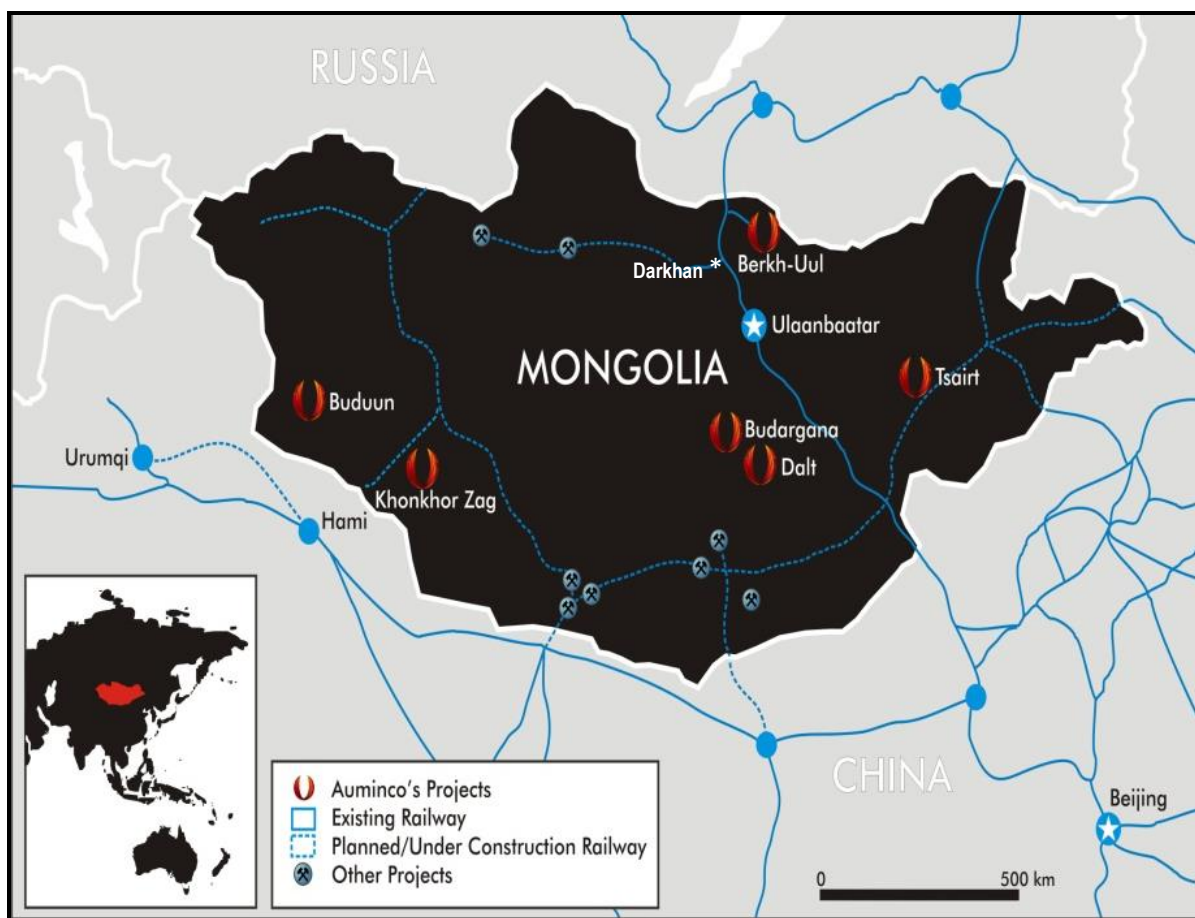 RUSSIA
Darkhan *
Berkh-Uul
Ulaanbaatar
MONGOLIA
Tsairt
Buduun
Budargana
Urumqi
Dalt
Khonkhor Zag
Hami
CHINA
Beijing
Auminco's Projects
Existing Railway
Planned/Under Construction Railway
Other Projects
0 500 km